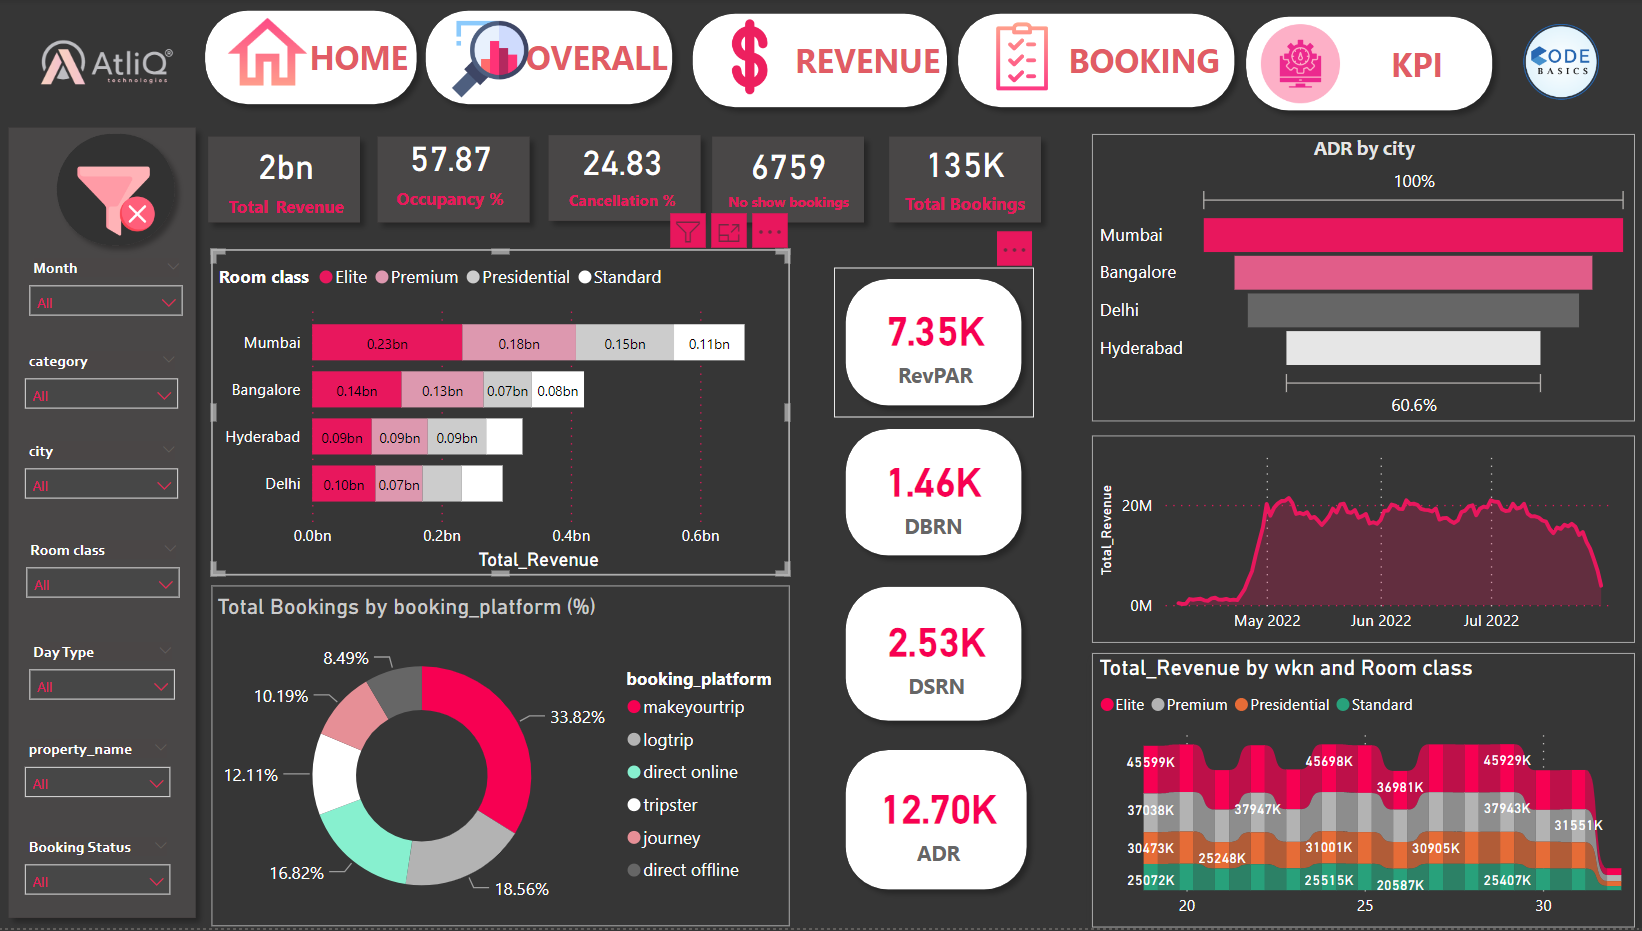 AtliQ®
technologies
HOME
OVERALL
REVENUE
BOOKING
KPI
CODE
BASICS
2bn
Total Revenue
57.87
Occupancy %
24.83
Cancellation %
6759
No show bookings
135K
Total Bookings
Month
All
category
All
city
All
Room class
All
Day Type
All
property_name
All
Booking Status
All
Room class Elite Premium Presidential Standard
Mumbai 0.23bn 0.18bn 0.15bn 0.11bn
Bangalore 0.14bn 0.13bn 0.07bn 0.08bn
Hyderabad 0.09bn 0.09bn 0.09bn
Delhi 0.10bn 0.07bn
0.0bn 0.2bn 0.4bn 0.6bn
Total_Revenue
Total Bookings by booking_platform (%)
8.49%
10.19%
33.82%
12.11%
16.82%
18.56%
booking_platform
makeyourtrip
logtrip
direct online
tripster
journey
direct offline
7.35K
RevPAR
1.46K
DBRN
2.53K
DSRN
12.70K
ADR
ADR by city
100%
Mumbai
Bangalore
Delhi
Hyderabad
60.6%
Total_Revenue
20M
0M
May 2022 Jun 2022 Jul 2022
Total_Revenue by wkn and Room class
Elite Premium Presidential Standard
45599K 45698K 36981K 45929K
37038K 37947K 37943K 31551K
30473K 25248K 31001K 30905K
25072K 25515K 20587K 25407K
20 25 30